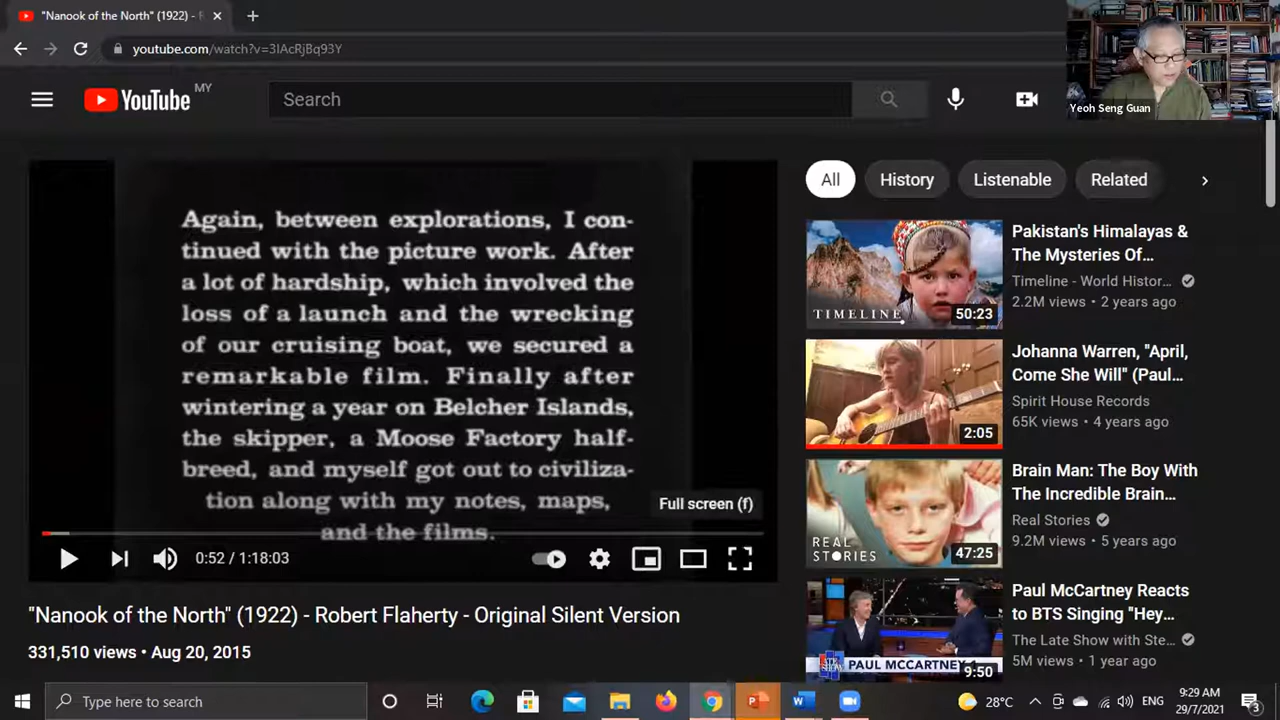 "Nanook of the North" (1922) - R
youtube.com/watch?v=3IAcRjBq93Y
YouTube MY
Search
Yeoh Seng Guan
Again, between explorations, I con-
tinued with the picture work. After
a lot of hardship, which involved the
loss of a launch and the wrecking
of our cruising boat, we secured a
remarkable film. Finally after
wintering a year on Belcher Islands,
the skipper, a Moose Factory half-
breed, and myself got out to civiliza-
tion along with my notes, maps,
and the films.
Full screen (f)
0:52 / 1:18:03
"Nanook of the North" (1922) - Robert Flaherty - Original Silent Version
331,510 views • Aug 20, 2015
All
History
Listenable
Related
TIMELINE
50:23
Pakistan's Himalayas &
The Mysteries Of...
Timeline - World Histor...
2.2M views • 2 years ago
2:05
Johanna Warren, "April,
Come She Will" (Paul...
Spirit House Records
65K views • 4 years ago
REAL
STORIES
47:25
Brain Man: The Boy With
The Incredible Brain...
Real Stories
9.2M views • 5 years ago
PAUL McCARTNEY
9:50
Paul McCartney Reacts
to BTS Singing "Hey...
The Late Show with Ste...
5M views • 1 year ago
Type here to search
28°C
ENG
9:29 AM
29/7/2021
3